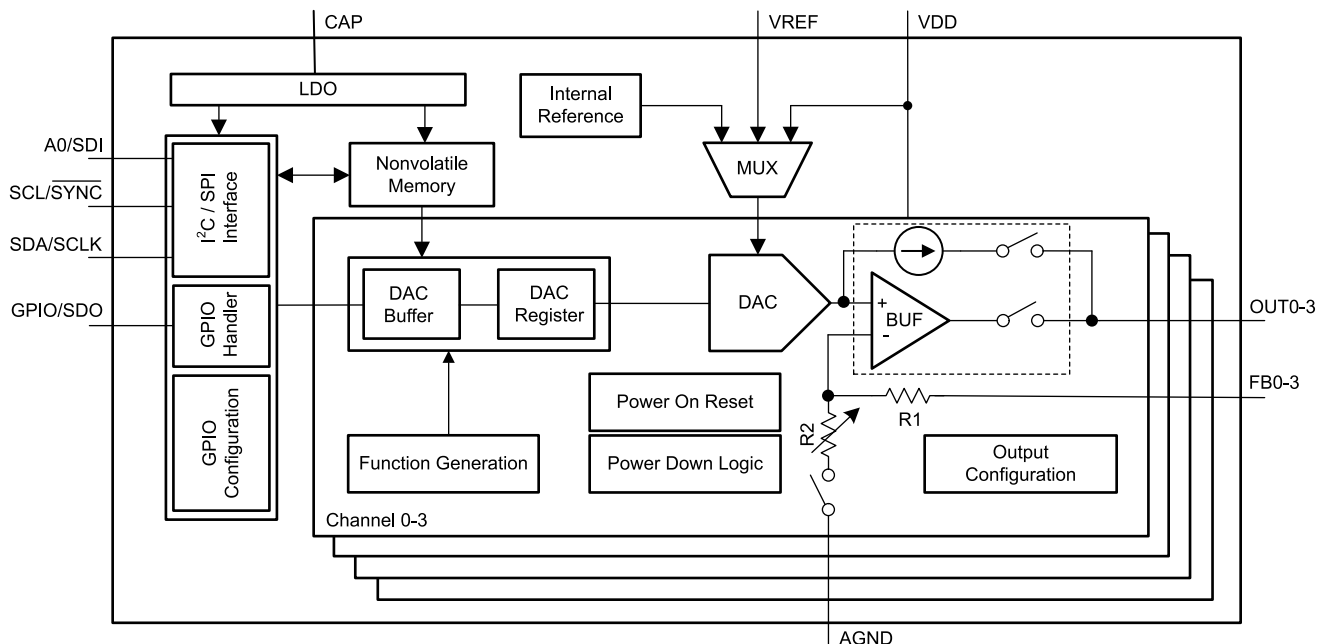 CAP
VREF
VDD
LDO
Internal
Reference
A0/SDI
SCL/SYNC
SDA/SCLK
GPIO/SDO
I2C / SPI
Interface
GPIO
Handler
GPIO
Configuration
Nonvolatile
Memory
MUX
DAC
Buffer
DAC
Register
DAC
+
BUF
-
OUT0-3
FB0-3
R1
R2
Power On Reset
Function Generation
Power Down Logic
Output
Configuration
Channel 0-3
AGND